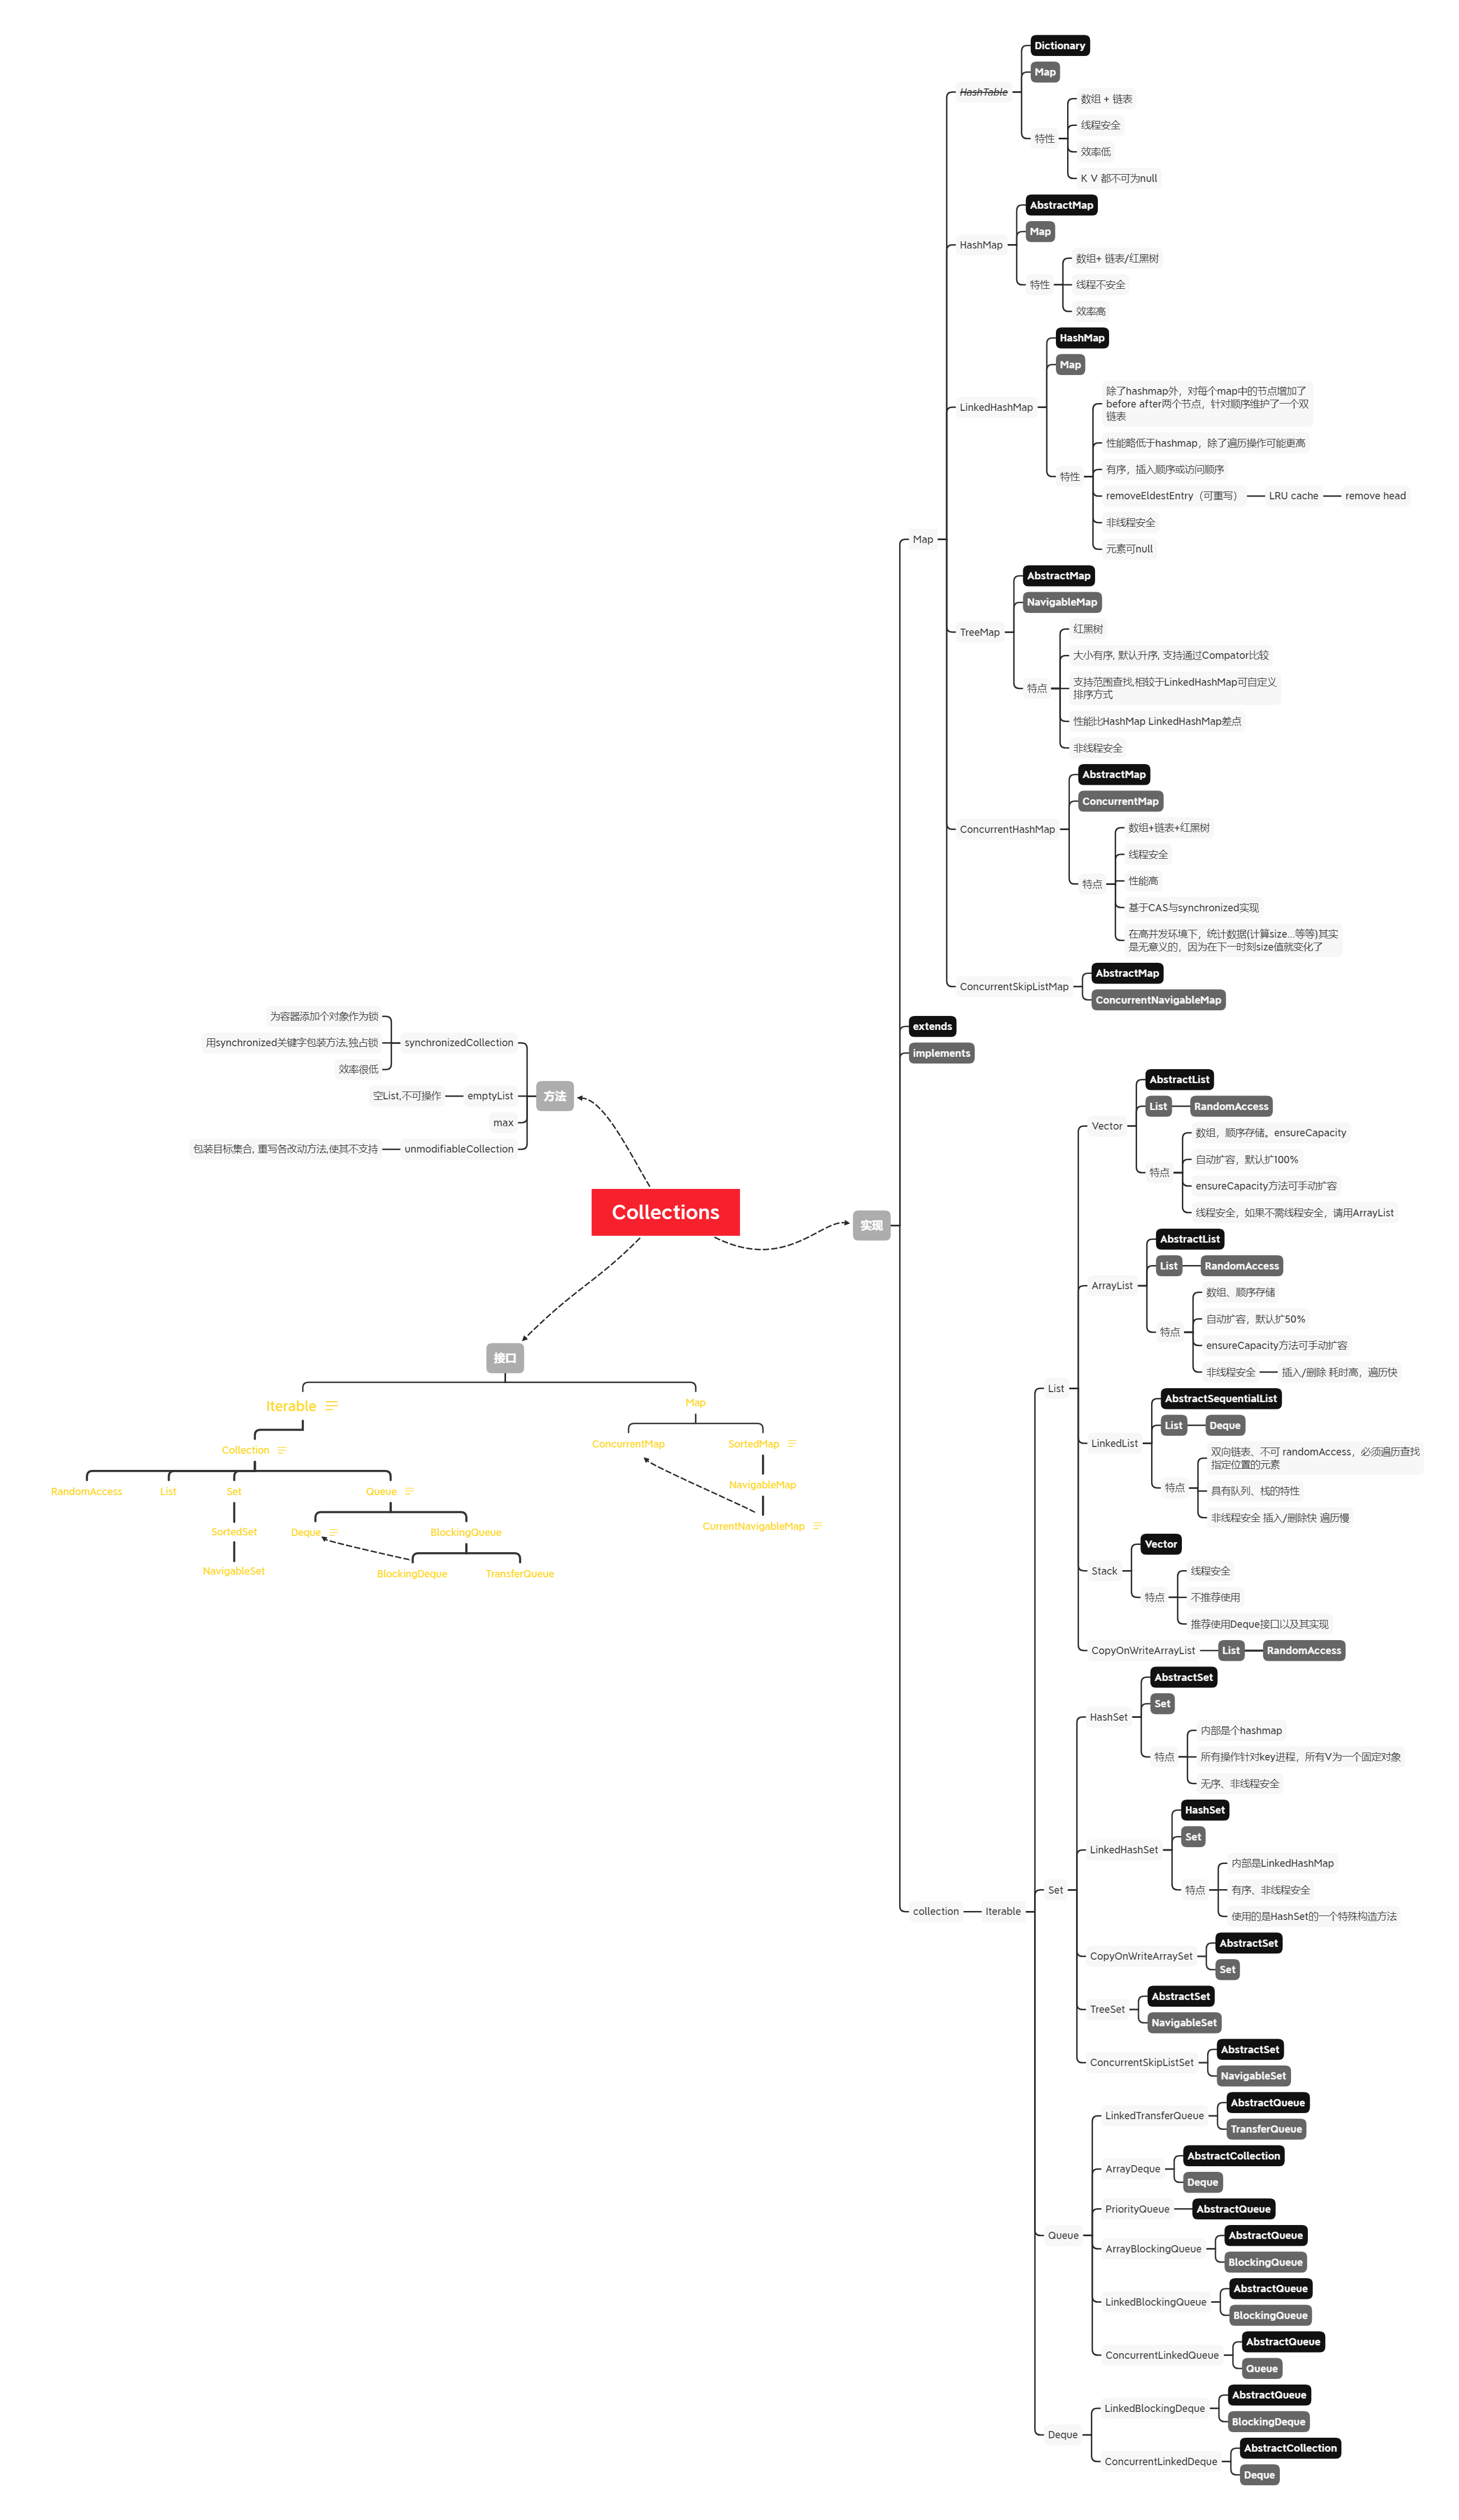 Dictionary
Map
HashTable
数组 + 链表
线程安全
特性
效率低
K V 都不可为null
AbstractMap
Map
HashMap
数组+ 链表/红黑树
特性
线程不安全
效率高
HashMap
Map
LinkedHashMap
除了hashmap外，对每个map中的节点增加了
before after两个节点，针对顺序维护了一个双
链表
性能略低于hashmap，除了遍历操作可能更高
有序，插入顺序或访问顺序
特性
removeEldestEntry（可重写）
LRU cache
remove head
非线程安全
元素可null
Map
AbstractMap
NavigableMap
TreeMap
红黑树
大小有序, 默认升序, 支持通过Compator比较
特点
支持范围查找,相较于LinkedHashMap可自定义
排序方式
性能比HashMap LinkedHashMap差点
非线程安全
AbstractMap
ConcurrentMap
ConcurrentHashMap
数组+链表+红黑树
线程安全
特点
性能高
基于CAS与synchronized实现
在高并发环境下，统计数据(计算size...等等)其实
是无意义的，因为在下一时刻size值就变化了
ConcurrentSkipListMap
AbstractMap
ConcurrentNavigableMap
extends
implements
为容器添加个对象作为锁
用synchronized关键字包装方法,独占锁
synchronizedCollection
效率很低
空List,不可操作
emptyList
方法
max
包装目标集合, 重写各改动方法,使其不支持
unmodifiableCollection
Collections
实现
接口
Iterable
Map
Collection
ConcurrentMap
SortedMap
RandomAccess
List
Set
Queue
NavigableMap
SortedSet
Deque
BlockingQueue
CurrentNavigableMap
NavigableSet
BlockingDeque
TransferQueue
AbstractList
List
RandomAccess
Vector
数组，顺序存储。ensureCapacity
自动扩容，默认扩100%
特点
ensureCapacity方法可手动扩容
线程安全，如果不需线程安全，请用ArrayList
AbstractList
List
RandomAccess
ArrayList
数组、顺序存储
自动扩容，默认扩50%
特点
ensureCapacity方法可手动扩容
非线程安全
插入/删除 耗时高，遍历快
List
AbstractSequentialList
List
Deque
LinkedList
双向链表、不可 randomAccess，必须遍历查找
指定位置的元素
特点
具有队列、栈的特性
非线程安全 插入/删除快 遍历慢
Vector
Stack
线程安全
特点
不推荐使用
推荐使用Deque接口以及其实现
CopyOnWriteArrayList
List
RandomAccess
AbstractSet
Set
HashSet
内部是个hashmap
特点
所有操作针对key进程，所有V为一个固定对象
无序、非线程安全
HashSet
Set
LinkedHashSet
内部是LinkedHashMap
特点
有序、非线程安全
使用的是HashSet的一个特殊构造方法
Set
collection
Iterable
CopyOnWriteArraySet
AbstractSet
Set
TreeSet
AbstractSet
NavigableSet
ConcurrentSkipListSet
AbstractSet
NavigableSet
LinkedTransferQueue
AbstractQueue
TransferQueue
ArrayDeque
AbstractCollection
Deque
PriorityQueue
AbstractQueue
Queue
ArrayBlockingQueue
AbstractQueue
BlockingQueue
LinkedBlockingQueue
AbstractQueue
BlockingQueue
ConcurrentLinkedQueue
AbstractQueue
Queue
LinkedBlockingDeque
AbstractQueue
BlockingDeque
Deque
ConcurrentLinkedDeque
AbstractCollection
Deque